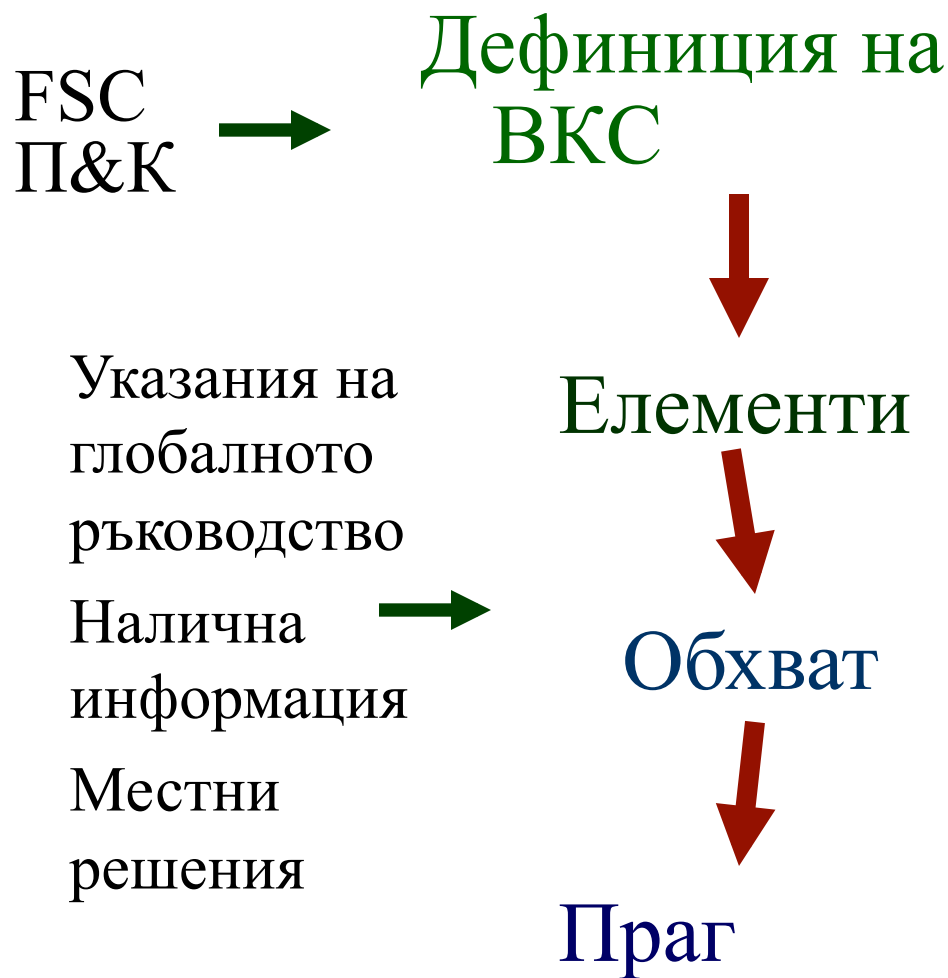 FSC
П&К
Дефиниция на
ВКС
Указания на
глобалното
ръководство
Налична
информация
Местни
решения
Елементи
Обхват
Праг